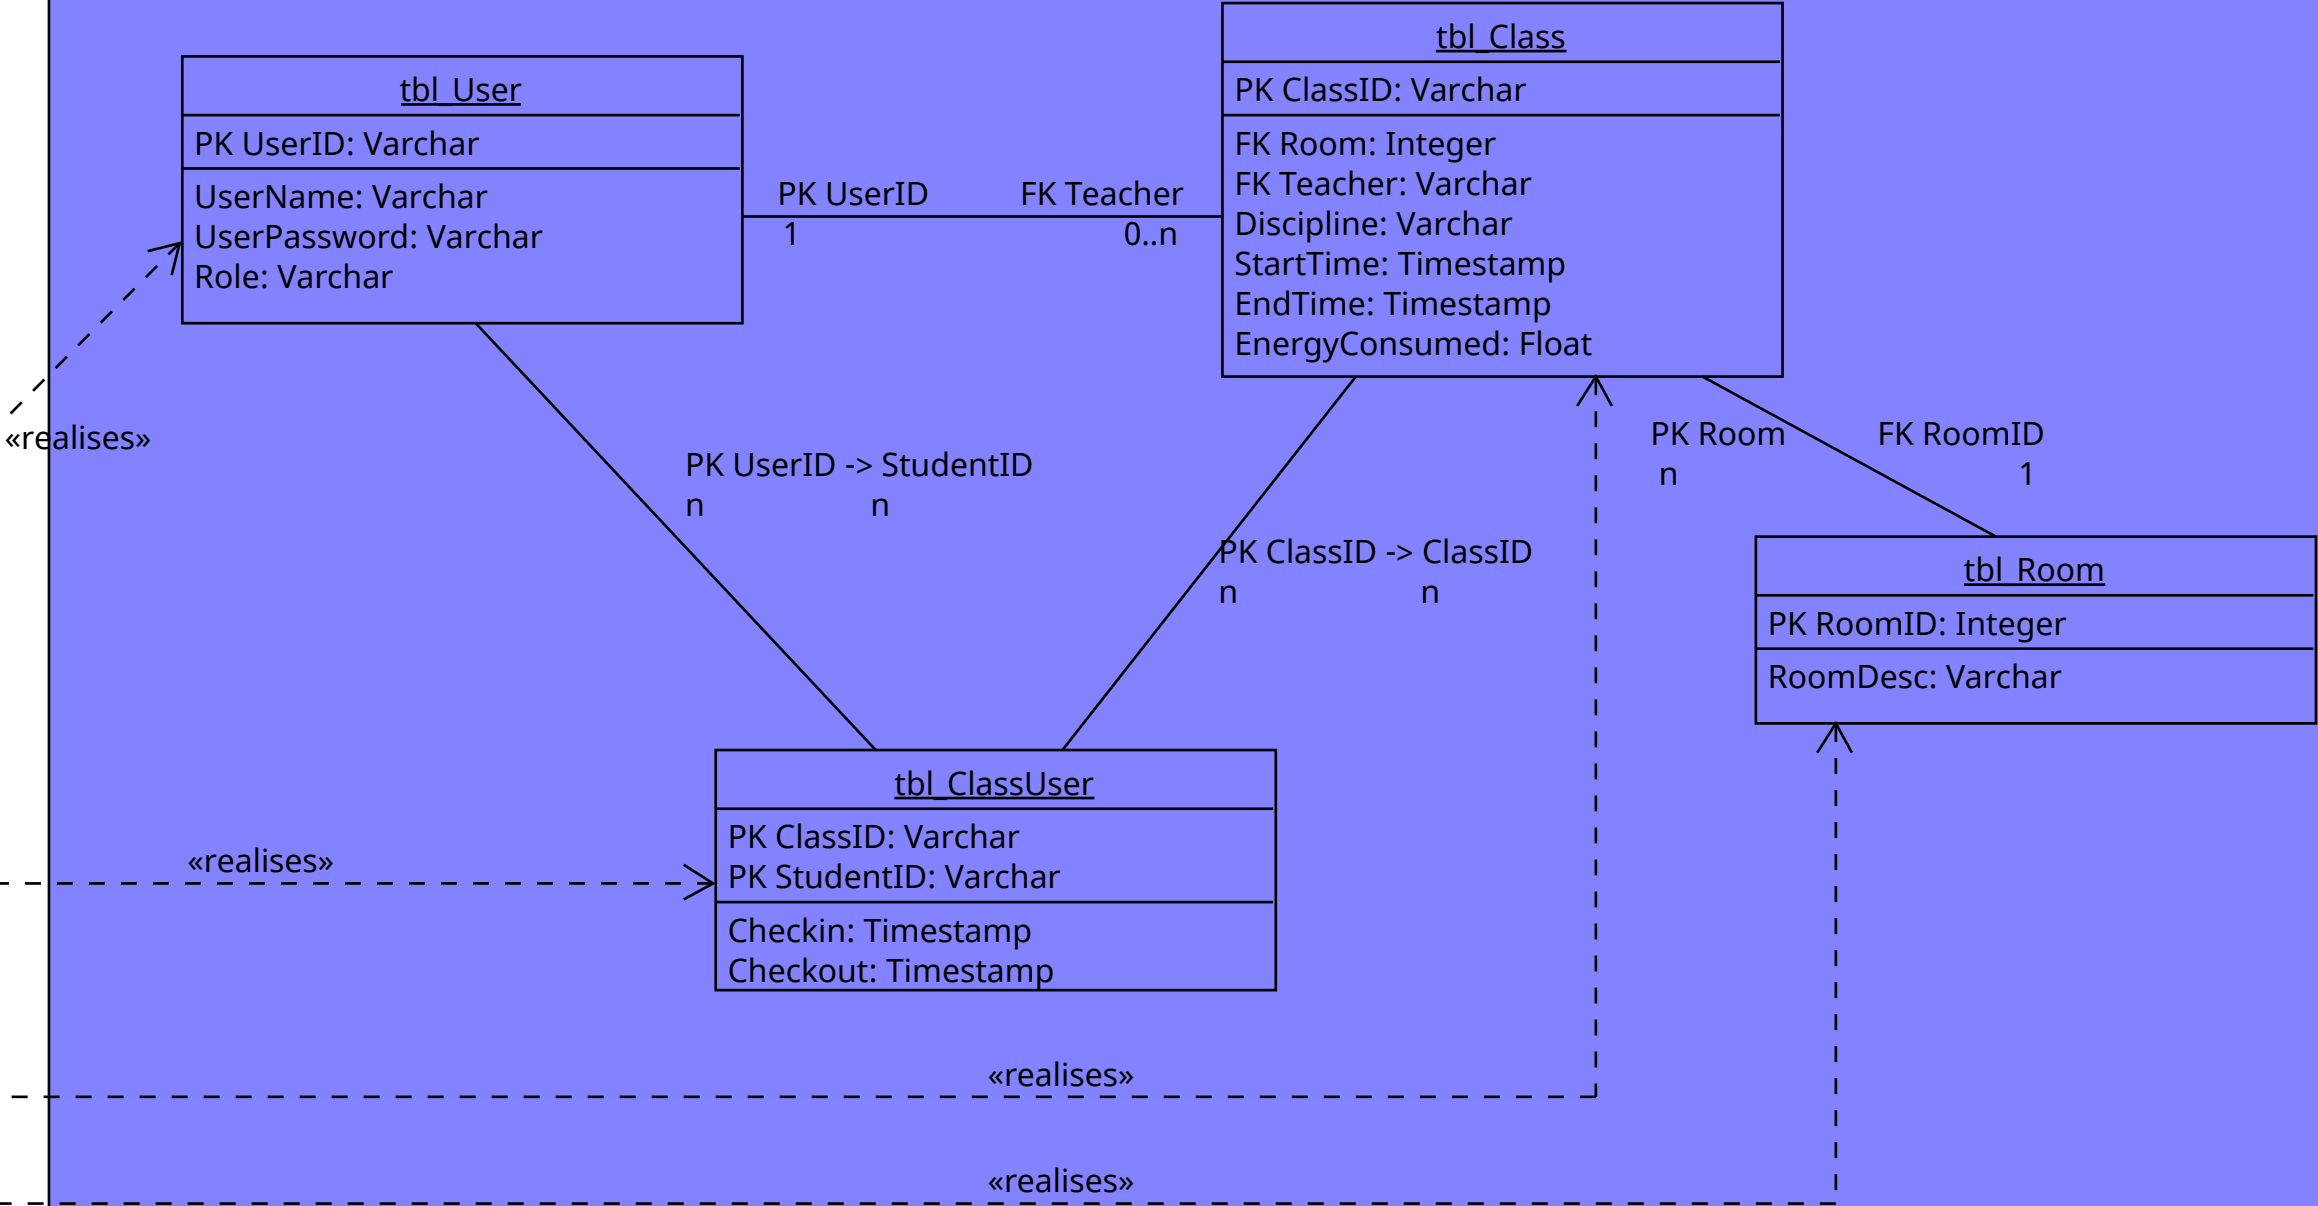 tbl_User
PK UserID: Varchar
UserName: Varchar
UserPassword: Varchar
Role: Varchar
PK UserID FK Teacher
1 0..n
tbl_Class
PK ClassID: Varchar
FK Room: Integer
FK Teacher: Varchar
Discipline: Varchar
StartTime: Timestamp
EndTime: Timestamp
EnergyConsumed: Float
«realises»
PK UserID -> StudentID
n n
PK ClassID -> ClassID
n n
PK Room FK RoomID
n 1
tbl_Room
PK RoomID: Integer
RoomDesc: Varchar
tbl_ClassUser
PK ClassID: Varchar
PK StudentID: Varchar
Checkin: Timestamp
Checkout: Timestamp
«realises»
«realises»
«realises»